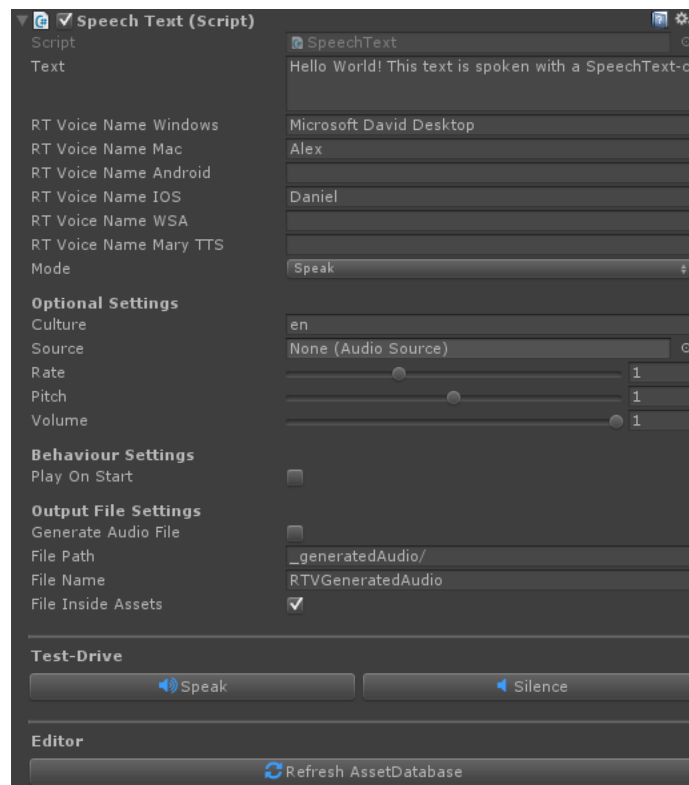 Speech Text (Script)
Script SpeechText
Text Hello World! This text is spoken with a SpeechText-c
RT Voice Name Windows Microsoft David Desktop
RT Voice Name Mac Alex
RT Voice Name Android
RT Voice Name IOS Daniel
RT Voice Name WSA
RT Voice Name Mary TTS
Mode Speak
Optional Settings
Culture en
Source None (Audio Source)
Rate 1
Pitch 1
Volume 1
Behaviour Settings
Play On Start
Output File Settings
Generate Audio File
File Path _generatedAudio/
File Name RTVGeneratedAudio
File Inside Assets
Test-Drive
Speak Silence
Editor
Refresh AssetDatabase